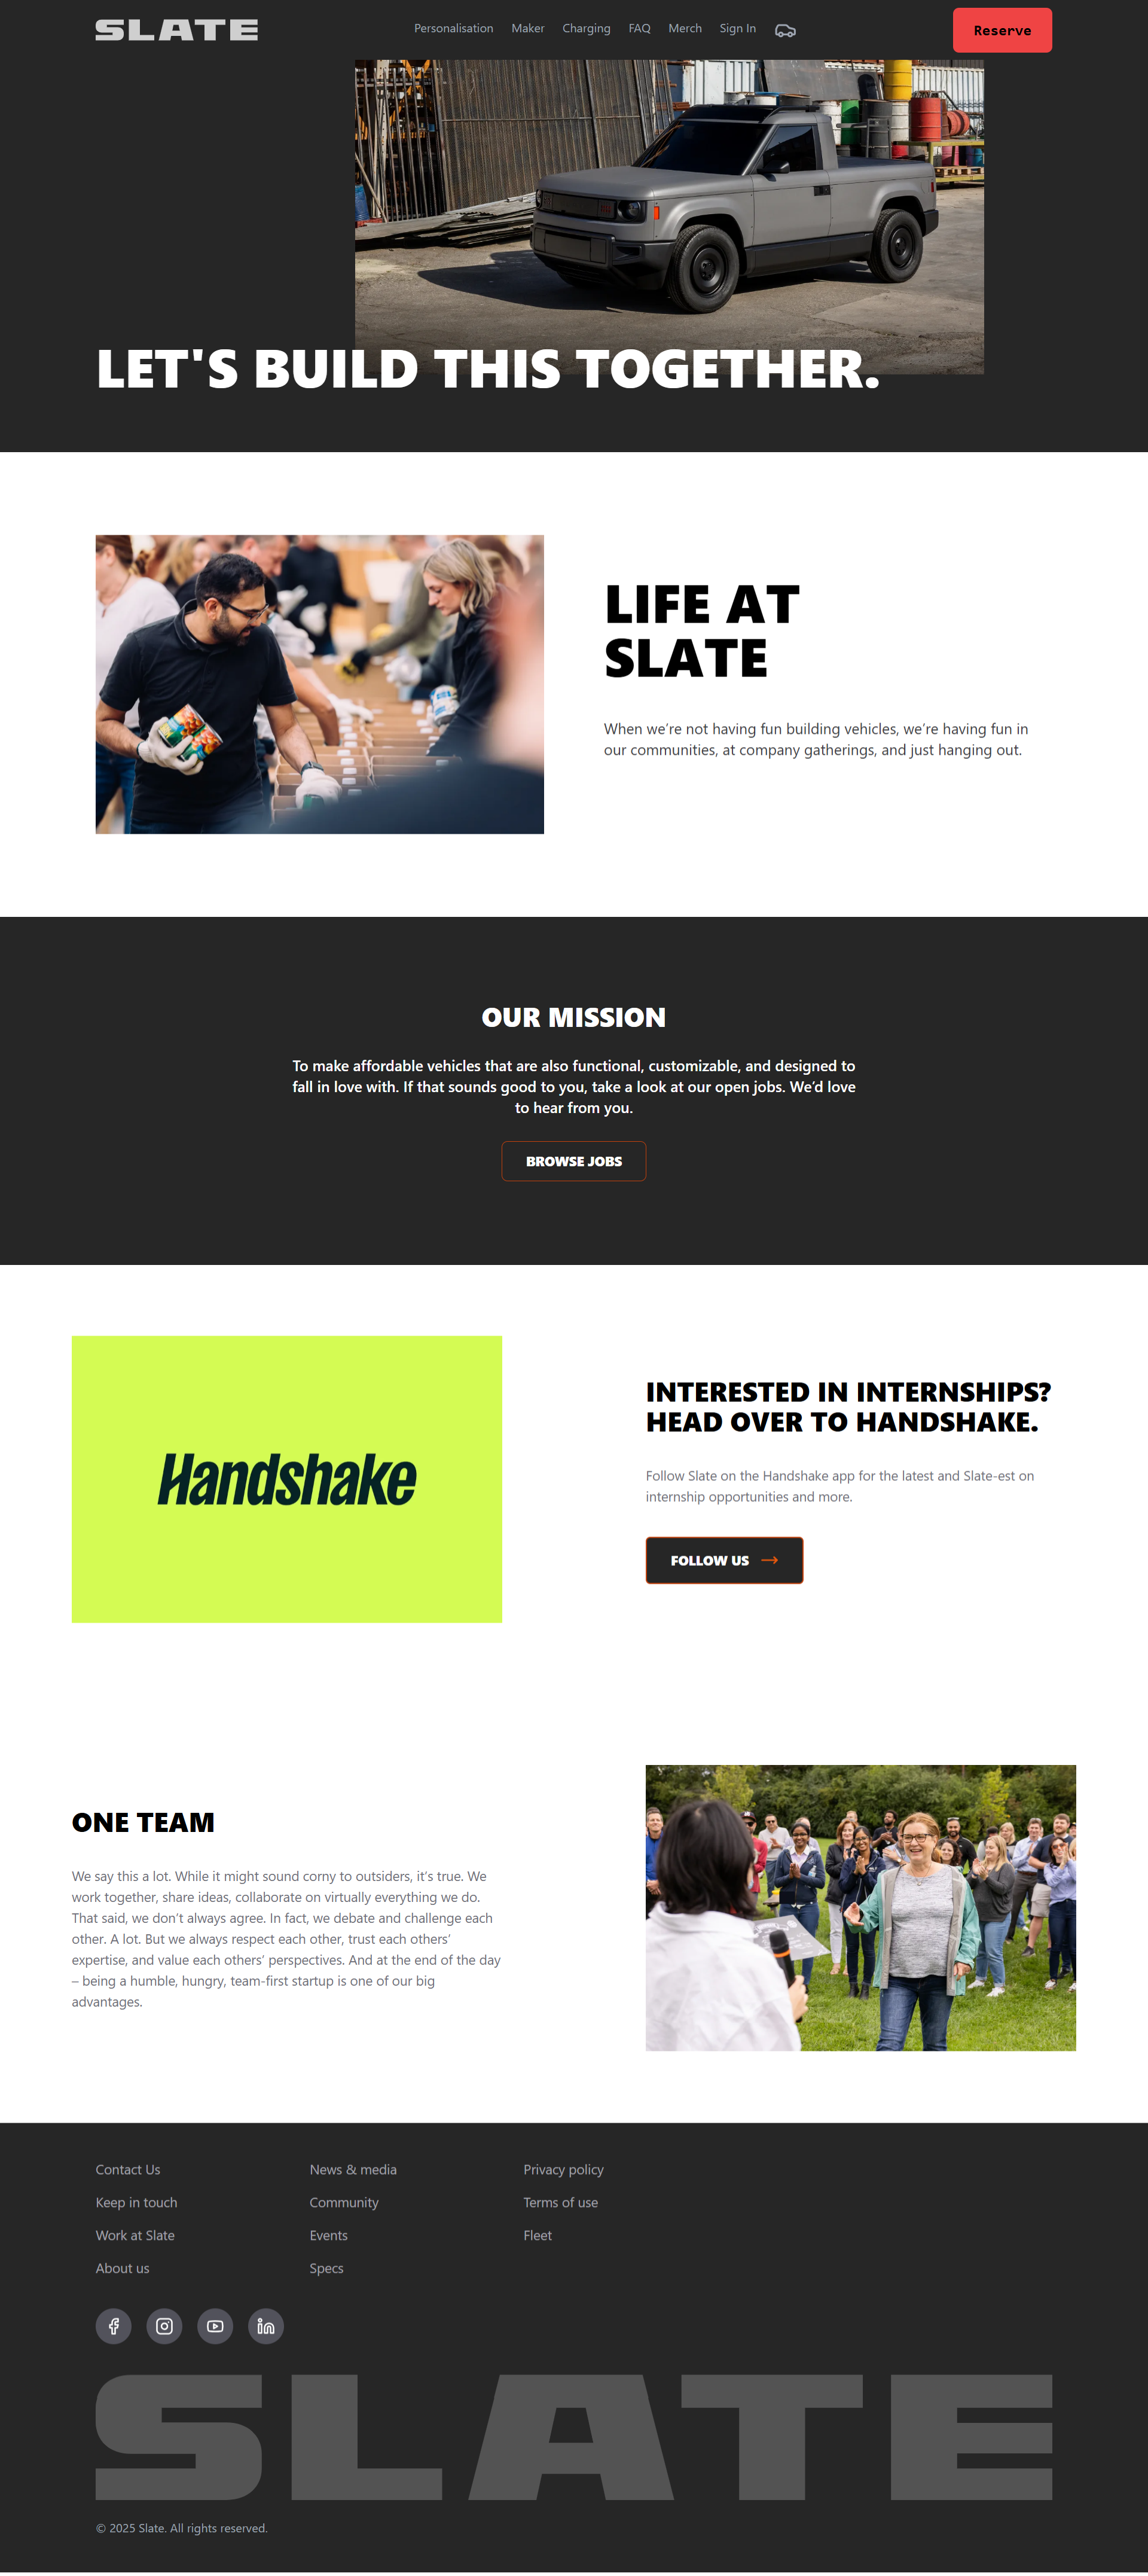 SLATE
Personalisation
Maker
Charging
FAQ
Merch
Sign In
Reserve
LET'S BUILD THIS TOGETHER.
LIFE AT
SLATE
When we’re not having fun building vehicles, we’re having fun in
our communities, at company gatherings, and just hanging out.
OUR MISSION
To make affordable vehicles that are also functional, customizable, and designed to
fall in love with. If that sounds good to you, take a look at our open jobs. We’d love
to hear from you.
BROWSE JOBS
Handshake
INTERESTED IN INTERNSHIPS?
HEAD OVER TO HANDSHAKE.
Follow Slate on the Handshake app for the latest and Slate-est on
internship opportunities and more.
FOLLOW US
ONE TEAM
We say this a lot. While it might sound corny to outsiders, it’s true. We
work together, share ideas, collaborate on virtually everything we do.
That said, we don’t always agree. In fact, we debate and challenge each
other. A lot. But we always respect each other, trust each others’
expertise, and value each others’ perspectives. And at the end of the day
– being a humble, hungry, team-first startup is one of our big
advantages.
Contact Us
Keep in touch
Work at Slate
About us
News & media
Community
Events
Specs
Privacy policy
Terms of use
Fleet
SLATE
© 2025 Slate. All rights reserved.